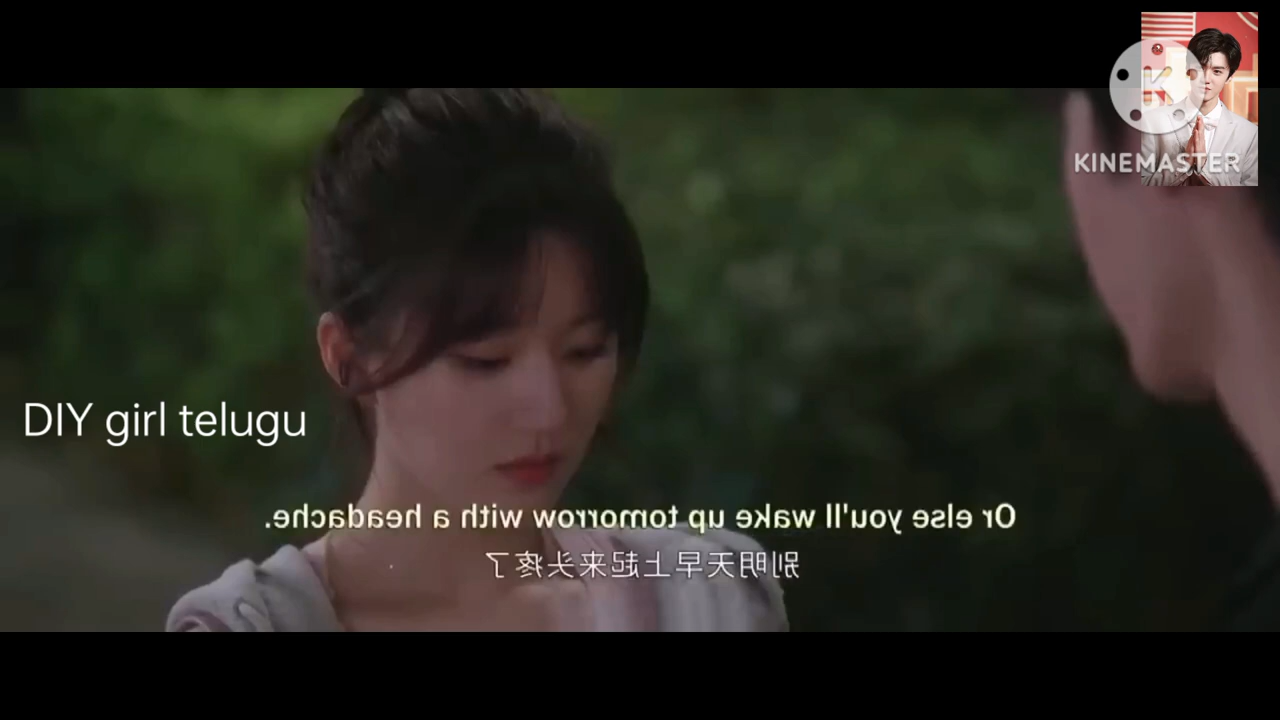 KINEMASTER
DIY girl telugu
Or else you'll wake up tomorrow with a headache.
别明天早上起来头疼了